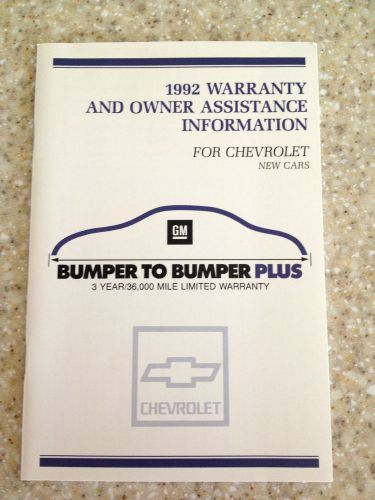 1992 WARRANTY
AND OWNER ASSISTANCE
INFORMATION
FOR CHEVROLET
NEW CARS
GM
BUMPER TO BUMPER PLUS
3 YEAR/36,000 MILE LIMITED WARRANTY
CHEVROLET